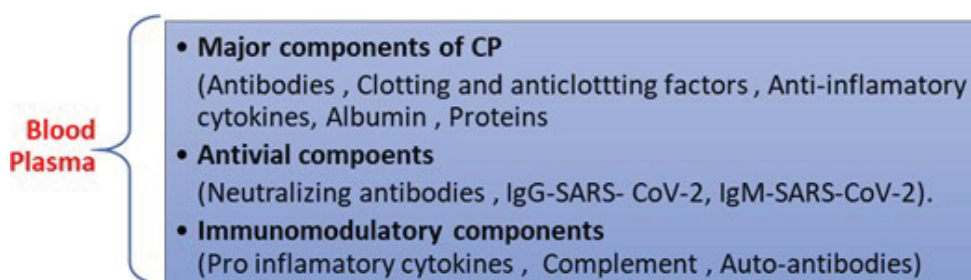 Blood
Plasma
• Major components of CP
(Antibodies , Clotting and anticlottting factors , Anti-inflamatory
cytokines, Albumin , Proteins
• Antivial compoents
(Neutralizing antibodies , IgG-SARS- CoV-2, IgM-SARS-CoV-2).
• Immunomodulatory components
(Pro inflamatory cytokines , Complement , Auto-antibodies)